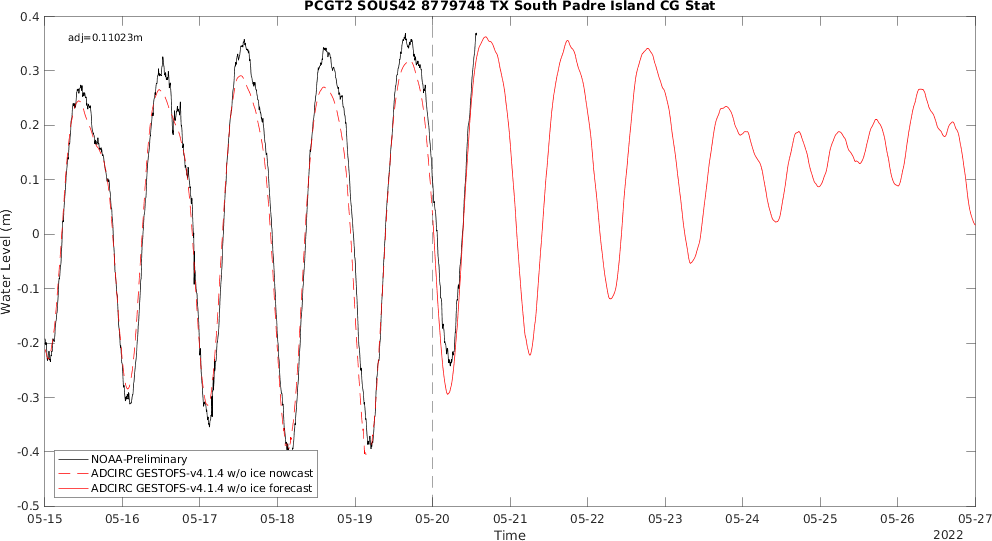 PCGT2 SOUS42 8779748 TX South Padre Island CG Stat
adj=0.11023m
Water Level (m)
0.4
0.3
0.2
0.1
0
-0.1
-0.2
-0.3
-0.4
-0.5
NOAA-Preliminary
ADCIRC GESTOFS-v4.1.4 w/o ice nowcast
ADCIRC GESTOFS-v4.1.4 w/o ice forecast
05-15 05-16 05-17 05-18 05-19 05-20 05-21 05-22 05-23 05-24 05-25 05-26 05-27
Time
2022